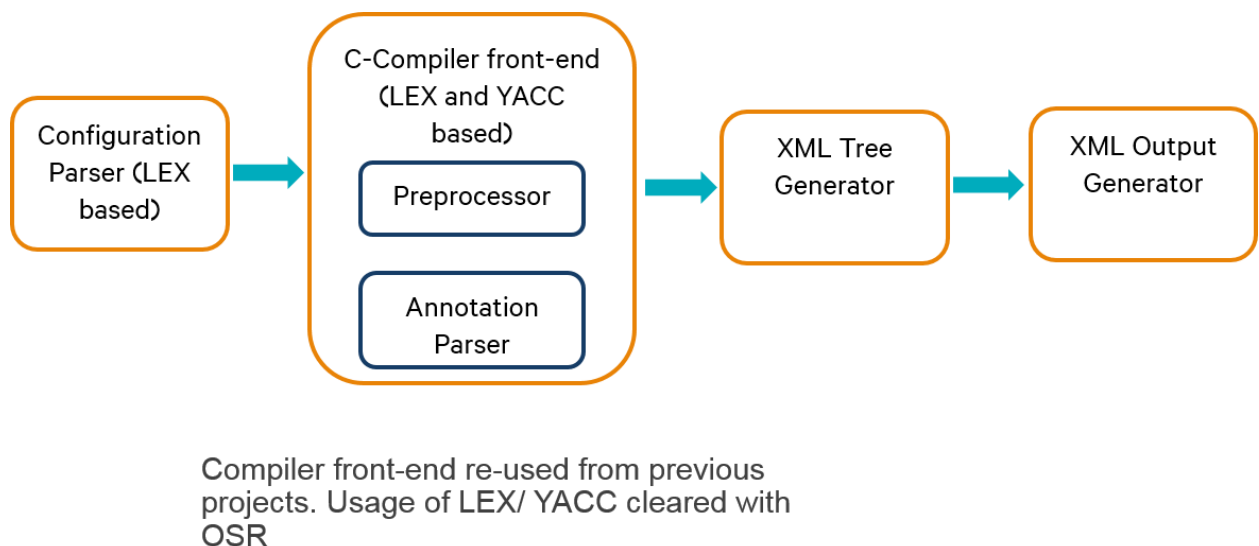 Configuration
Parser (LEX
based)
C-Compiler front-end
(LEX and YACC
based)
Preprocessor
Annotation
Parser
XML Tree
Generator
XML Output
Generator
Compiler front-end re-used from previous
projects. Usage of LEX/ YACC cleared with
OSR